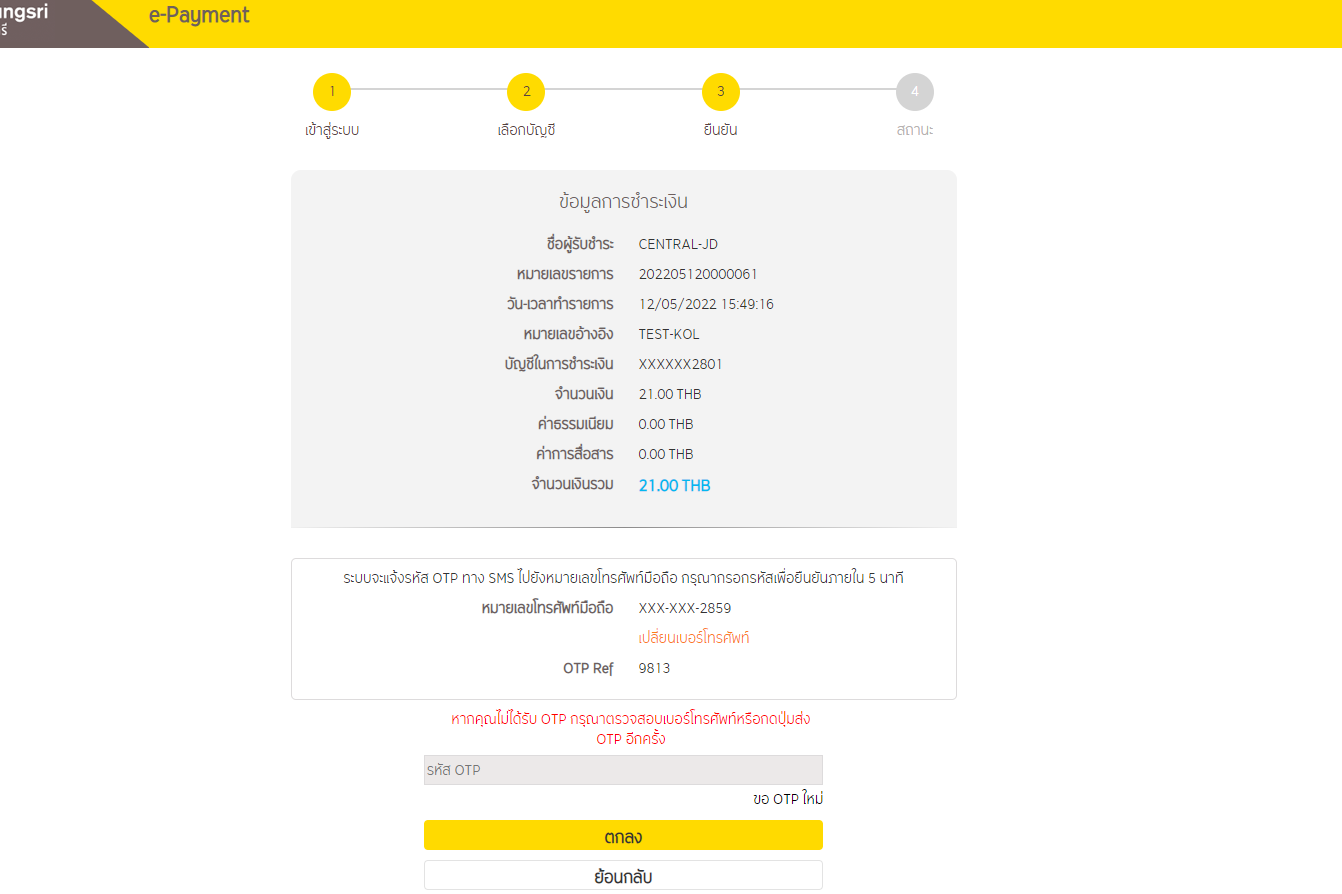 ungsri
e-Payment
รี
1 2 3 4
เข้าสู่ระบบ เลือกบัญชี ยืนยัน สถานะ
ข้อมูลการชำระเงิน
ชื่อผู้รับชำระ CENTRAL-JD
หมายเลขรายการ 202205120000061
วัน-เวลาทำรายการ 12/05/2022 15:49:16
หมายเลขอ้างอิง TEST-KOL
บัญชีในการชำระเงิน XXXXXX2801
จำนวนเงิน 21.00 THB
ค่าธรรมเนียม 0.00 THB
ค่าการสื่อสาร 0.00 THB
จำนวนเงินรวม 21.00 THB
ระบบจะแจ้งรหัส OTP ทาง SMS ไปยังหมายเลขโทรศัพท์มือถือ กรุณากรอกรหัสเพื่อยืนยันภายใน 5 นาที
หมายเลขโทรศัพท์มือถือ XXX-XXX-2859
เปลี่ยนเบอร์โทรศัพท์
OTP Ref 9813
หากคุณไม่ได้รับ OTP กรุณาตรวจสอบเบอร์โทรศัพท์หรือกดปุ่มส่ง
OTP อีกครั้ง
รหัส OTP
ขอ OTP ใหม่
ตกลง
ย้อนกลับ